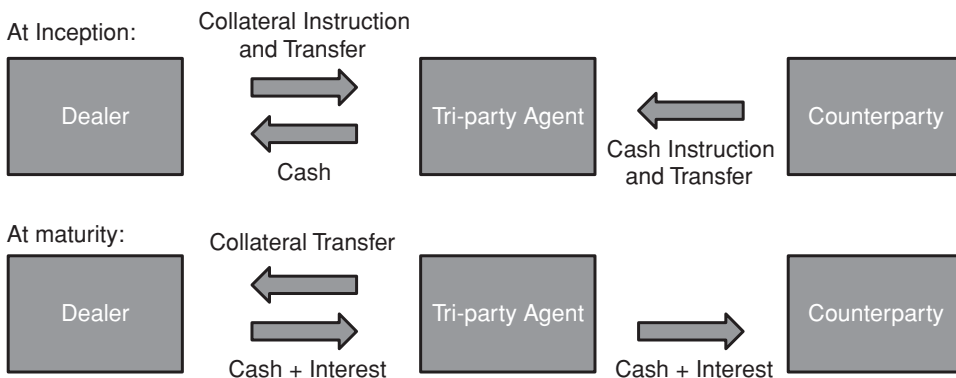 At Inception:
Collateral Instruction
and Transfer
Dealer
Tri-party Agent
Counterparty
Cash
Cash Instruction
and Transfer
At maturity:
Collateral Transfer
Dealer
Tri-party Agent
Counterparty
Cash + Interest
Cash + Interest